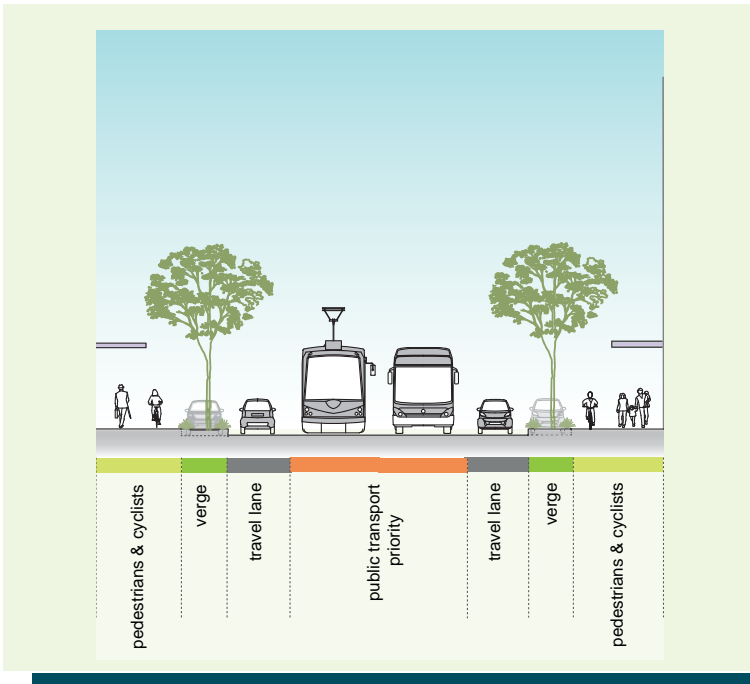 pedestrians & cyclists
verge
travel lane
public transport
priority
travel lane
verge
pedestrians & cyclists